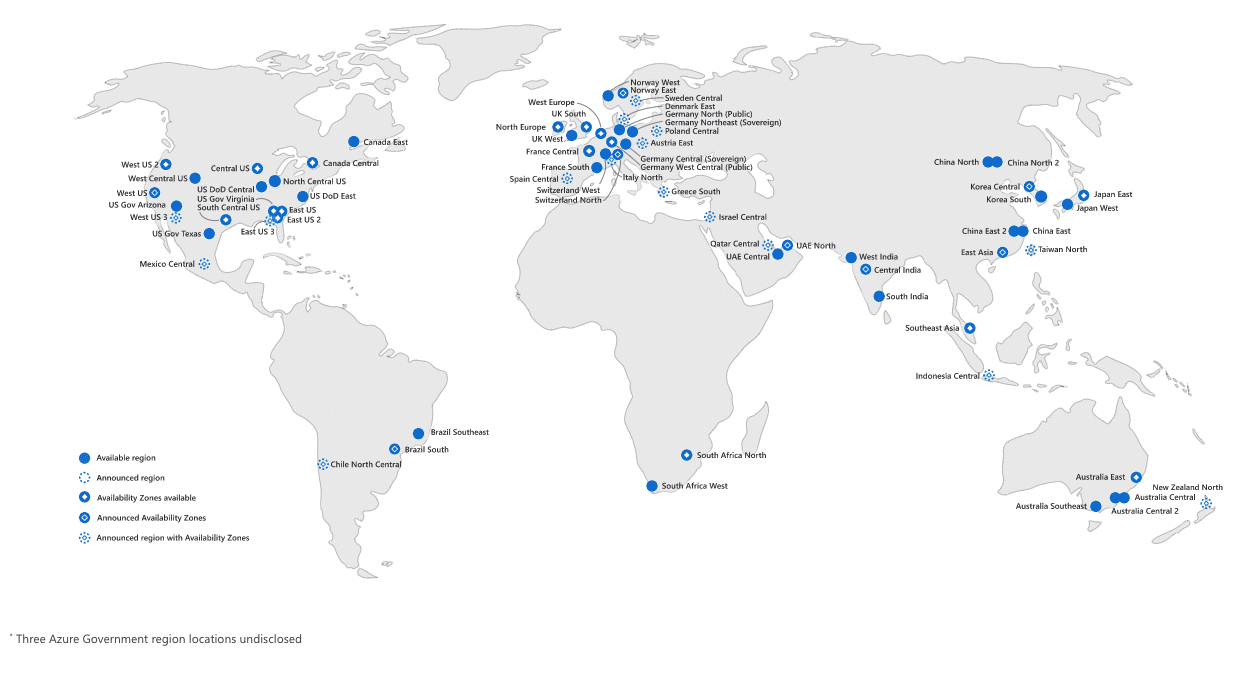 Norway West
Norway East
Sweden Central
West Europe
Denmark East
UK South
Germany North (Public)
Germany Northeast (Sovereign)
North Europe
Poland Central
UK West
Austria East
Canada East
France Central
Germany Central (Sovereign)
Germany West Central (Public)
France South
Italy North
Spain Central
Switzerland West
Switzerland North
Greece South
West US 2
Central US
Canada Central
West Central US
North Central US
US DoD Central
West US
US Gov Virginia
US DoD East
US Gov Arizona
South Central US
East US
West US 3
East US 2
East US 3
US Gov Texas
Mexico Central
Israel Central
Qatar Central
UAE North
UAE Central
China North
China North 2
Korea Central
Korea South
Japan East
Japan West
China East 2
China East
East Asia
Taiwan North
West India
Central India
South India
Southeast Asia
Indonesia Central
Brazil Southeast
Brazil South
Chile North Central
South Africa North
South Africa West
Australia East
New Zealand North
Australia Central
Australia Southeast
Australia Central 2
Available region
Announced region
Availability Zones available
Announced Availability Zones
Announced region with Availability Zones
* Three Azure Government region locations undisclosed